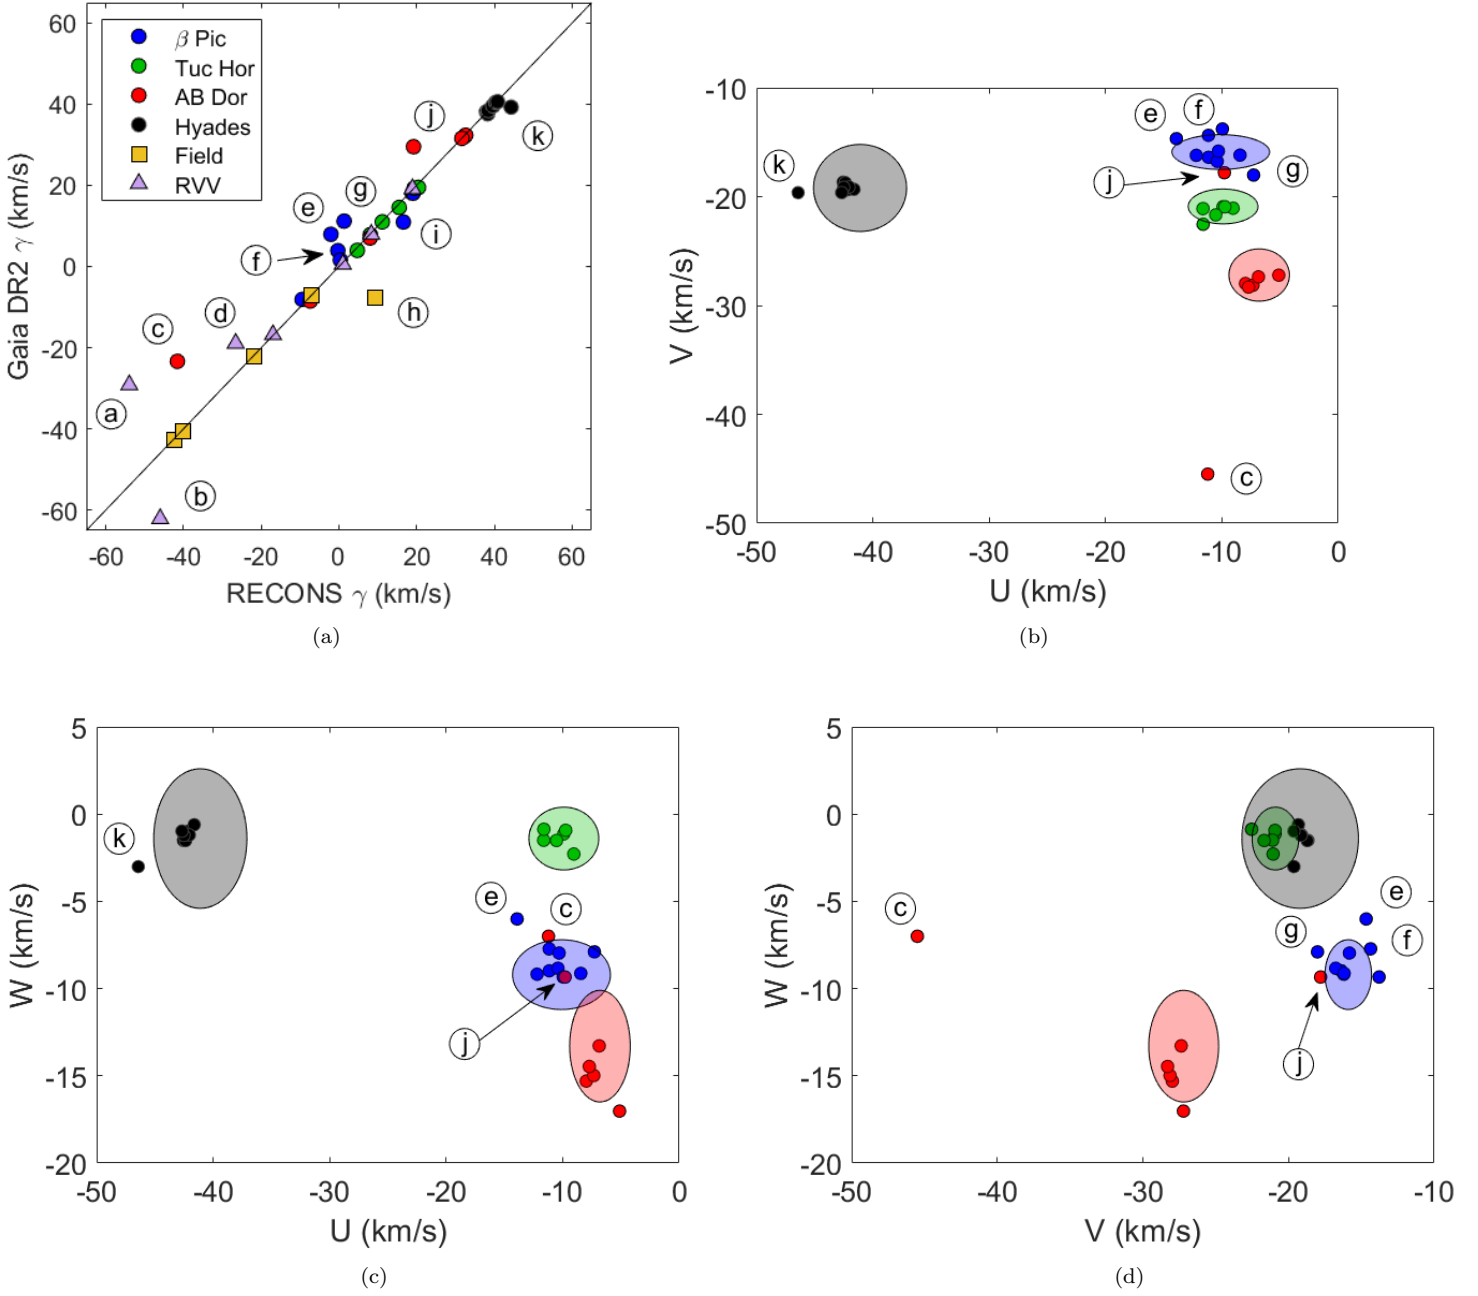 60
40
20
0
-20
-40
-60
Gaia DR2 γ (km/s)
β Pic
Tuc Hor
AB Dor
Hyades
Field
RVV
j
k
g
e
i
f
h
d
c
a
b
-60 -40 -20 0 20 40 60
RECONS γ (km/s)
(a)
-10
-20
-30
-40
-50
V (km/s)
e
f
k
j
g
c
-50 -40 -30 -20 -10 0
U (km/s)
(b)
5
0
-5
-10
-15
-20
W (km/s)
k
e
c
j
-50 -40 -30 -20 -10 0
U (km/s)
(c)
5
0
-5
-10
-15
-20
W (km/s)
c
e
g
f
j
-50 -40 -30 -20 -10
V (km/s)
(d)